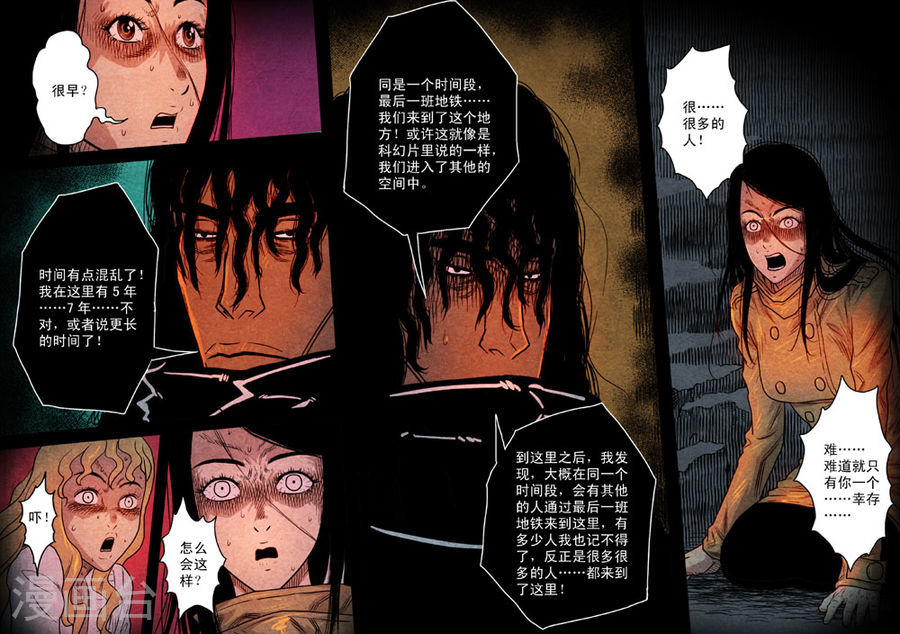 很早？
时间有点混乱了！
我在这里有5年
……7年……不
对，或者说更长
的时间了！
吓！
怎么
会这样？
同是一个时间段，
最后一班地铁……
我们来到了这个地
方！或许这就像是
科幻片里说的一样，
我们进入了其他的
空间中。
到这里之后，我发
现，大概在同一个
时间段，会有其他
的人通过最后一班
地铁来到这里，有
多少人我也记不得
了，反正是很多很
多的人……都来到
了这里！
很……
很多的
人！
难……
难道就只
有你一个
……幸存
……
漫画台